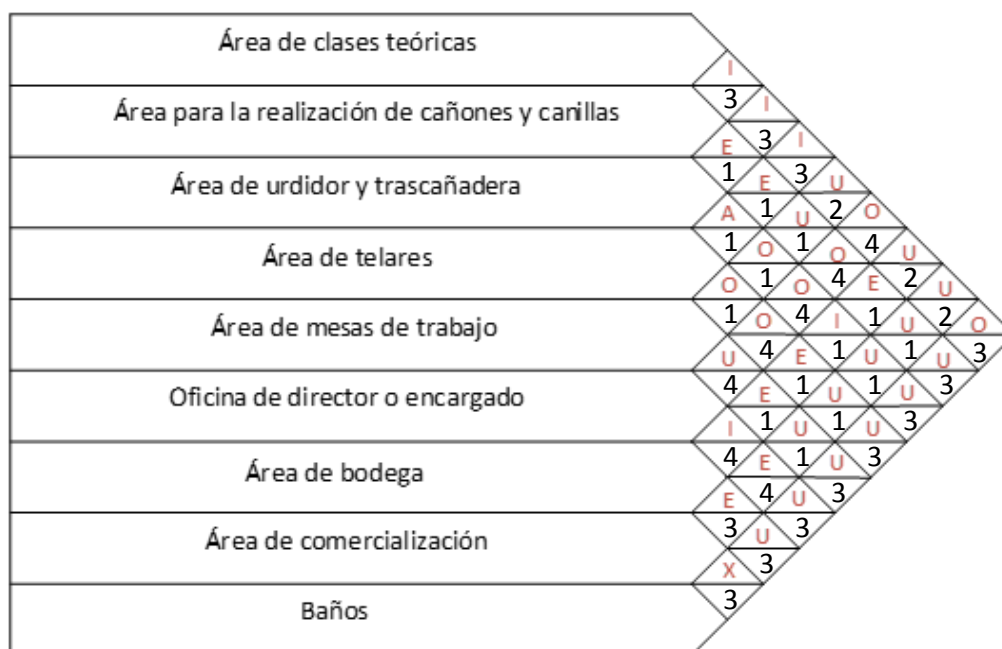 Área de clases teóricas
I
Área para la realización de cañones y canillas
3 I
E 3 I
Área de urdidor y trascañadera
1 E 3 U
A 1 U 2 O
Área de telares
1 O 1 O 4 U
O 1 O 4 E 2 U
Área de mesas de trabajo
1 O 4 I 1 U 2 O
U 4 E 1 U 1 U 3
Oficina de director o encargado
4 E 1 U 1 U 3
I 1 U 1 U 3
Área de bodega
4 E 1 U 3
E 4 U 3
Área de comercialización
3 U 3
X 3
Baños
3